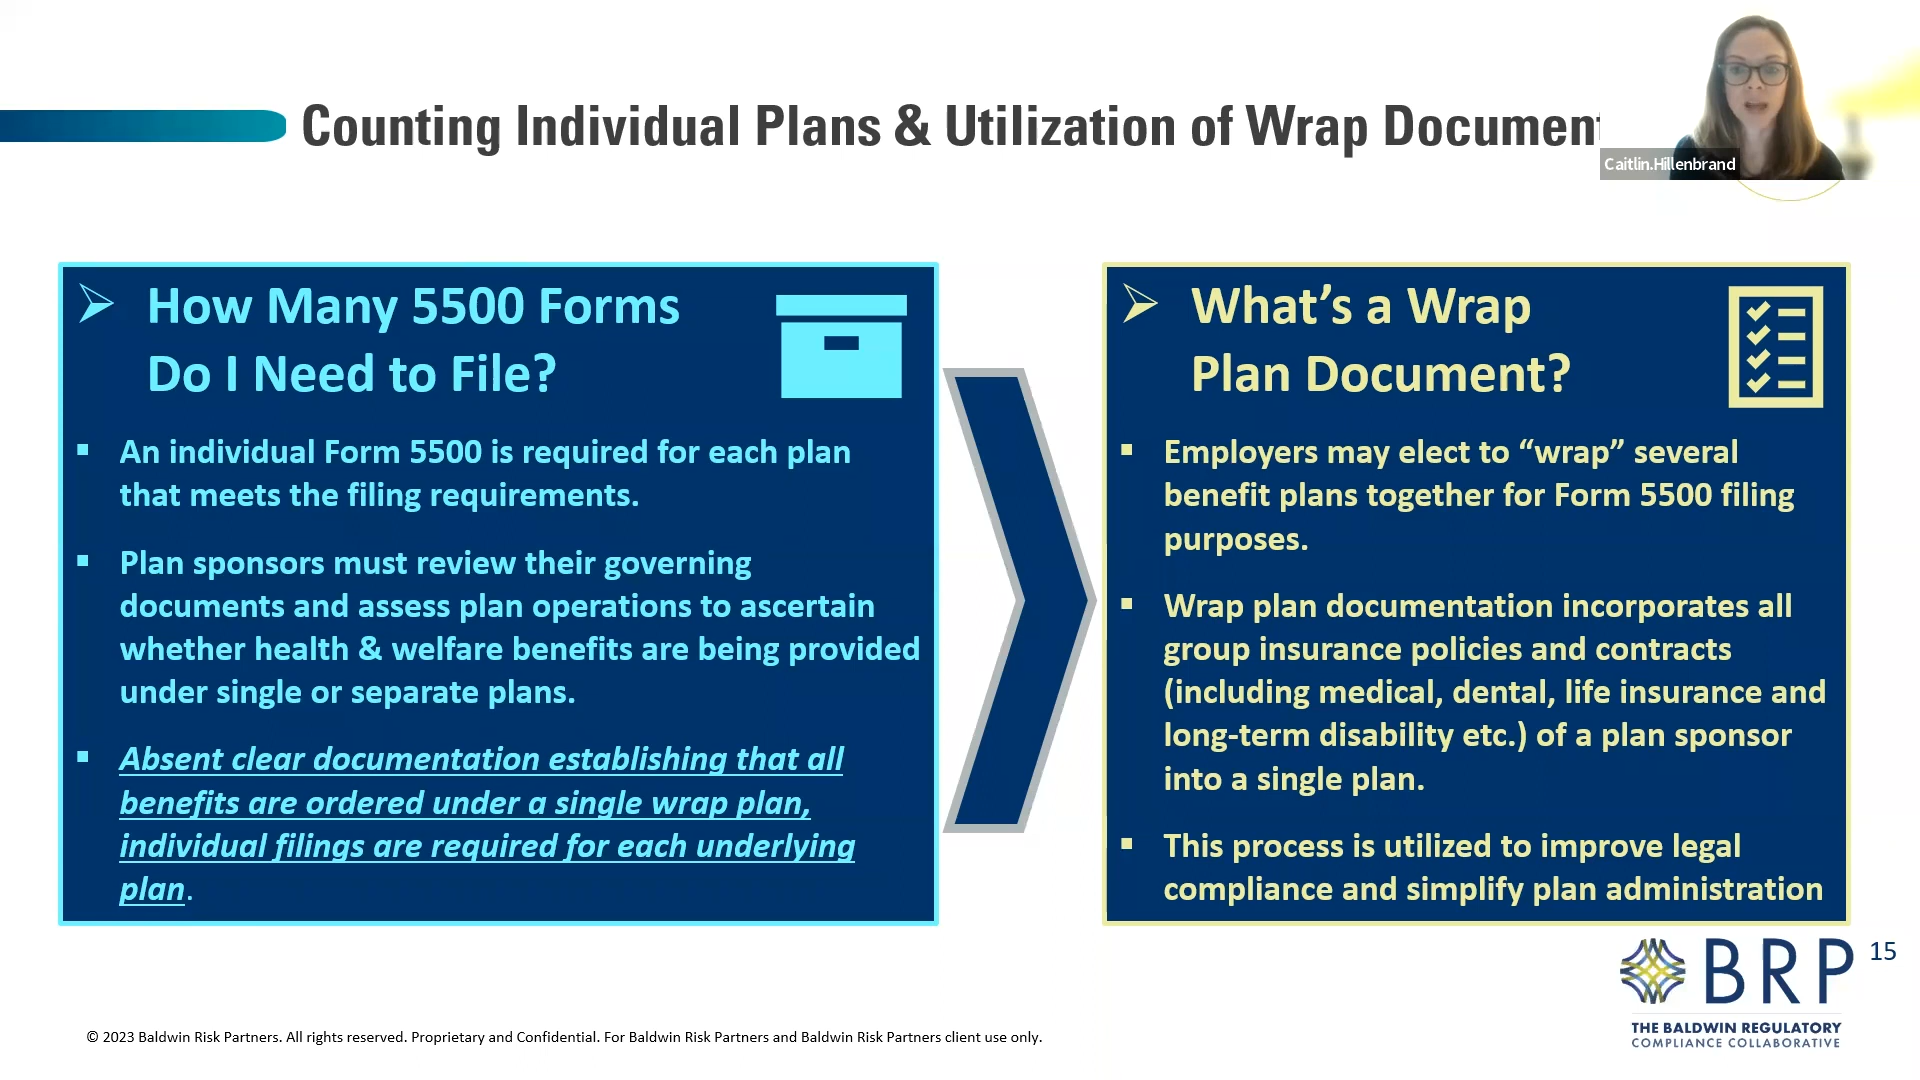 Counting Individual Plans & Utilization of Wrap Document
Caitlin.Hillenbrand
How Many 5500 Forms
Do I Need to File?
An individual Form 5500 is required for each plan
that meets the filing requirements.
Plan sponsors must review their governing
documents and assess plan operations to ascertain
whether health & welfare benefits are being provided
under single or separate plans.
Absent clear documentation establishing that all
benefits are ordered under a single wrap plan,
individual filings are required for each underlying
plan.
What's a Wrap
Plan Document?
Employers may elect to “wrap” several
benefit plans together for Form 5500 filing
purposes.
Wrap plan documentation incorporates all
group insurance policies and contracts
(including medical, dental, life insurance and
long-term disability etc.) of a plan sponsor
into a single plan.
This process is utilized to improve legal
compliance and simplify plan administration
BRP
15
THE BALDWIN REGULATORY
COMPLIANCE COLLABORATIVE
© 2023 Baldwin Risk Partners. All rights reserved. Proprietary and Confidential. For Baldwin Risk Partners and Baldwin Risk Partners client use only.